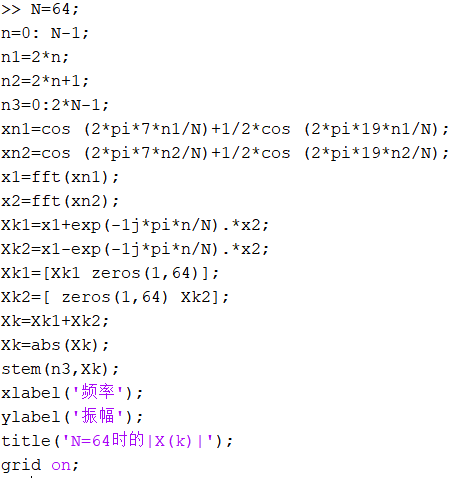 >> N=64;
n=0: N-1;
n1=2*n;
n2=2*n+1;
n3=0:2*N-1;
xn1=cos (2*pi*7*n1/N)+1/2*cos (2*pi*19*n1/N);
xn2=cos (2*pi*7*n2/N)+1/2*cos (2*pi*19*n2/N);
x1=fft(xn1);
x2=fft(xn2);
Xk1=x1+exp(-1j*pi*n/N).*x2;
Xk2=x1-exp(-1j*pi*n/N).*x2;
Xk1=[Xk1 zeros(1,64)];
Xk2=[ zeros(1,64) Xk2];
Xk=Xk1+Xk2;
Xk=abs(Xk);
stem(n3,Xk);
xlabel('频率');
ylabel('振幅');
title('N=64时的|X(k)|');
grid on;